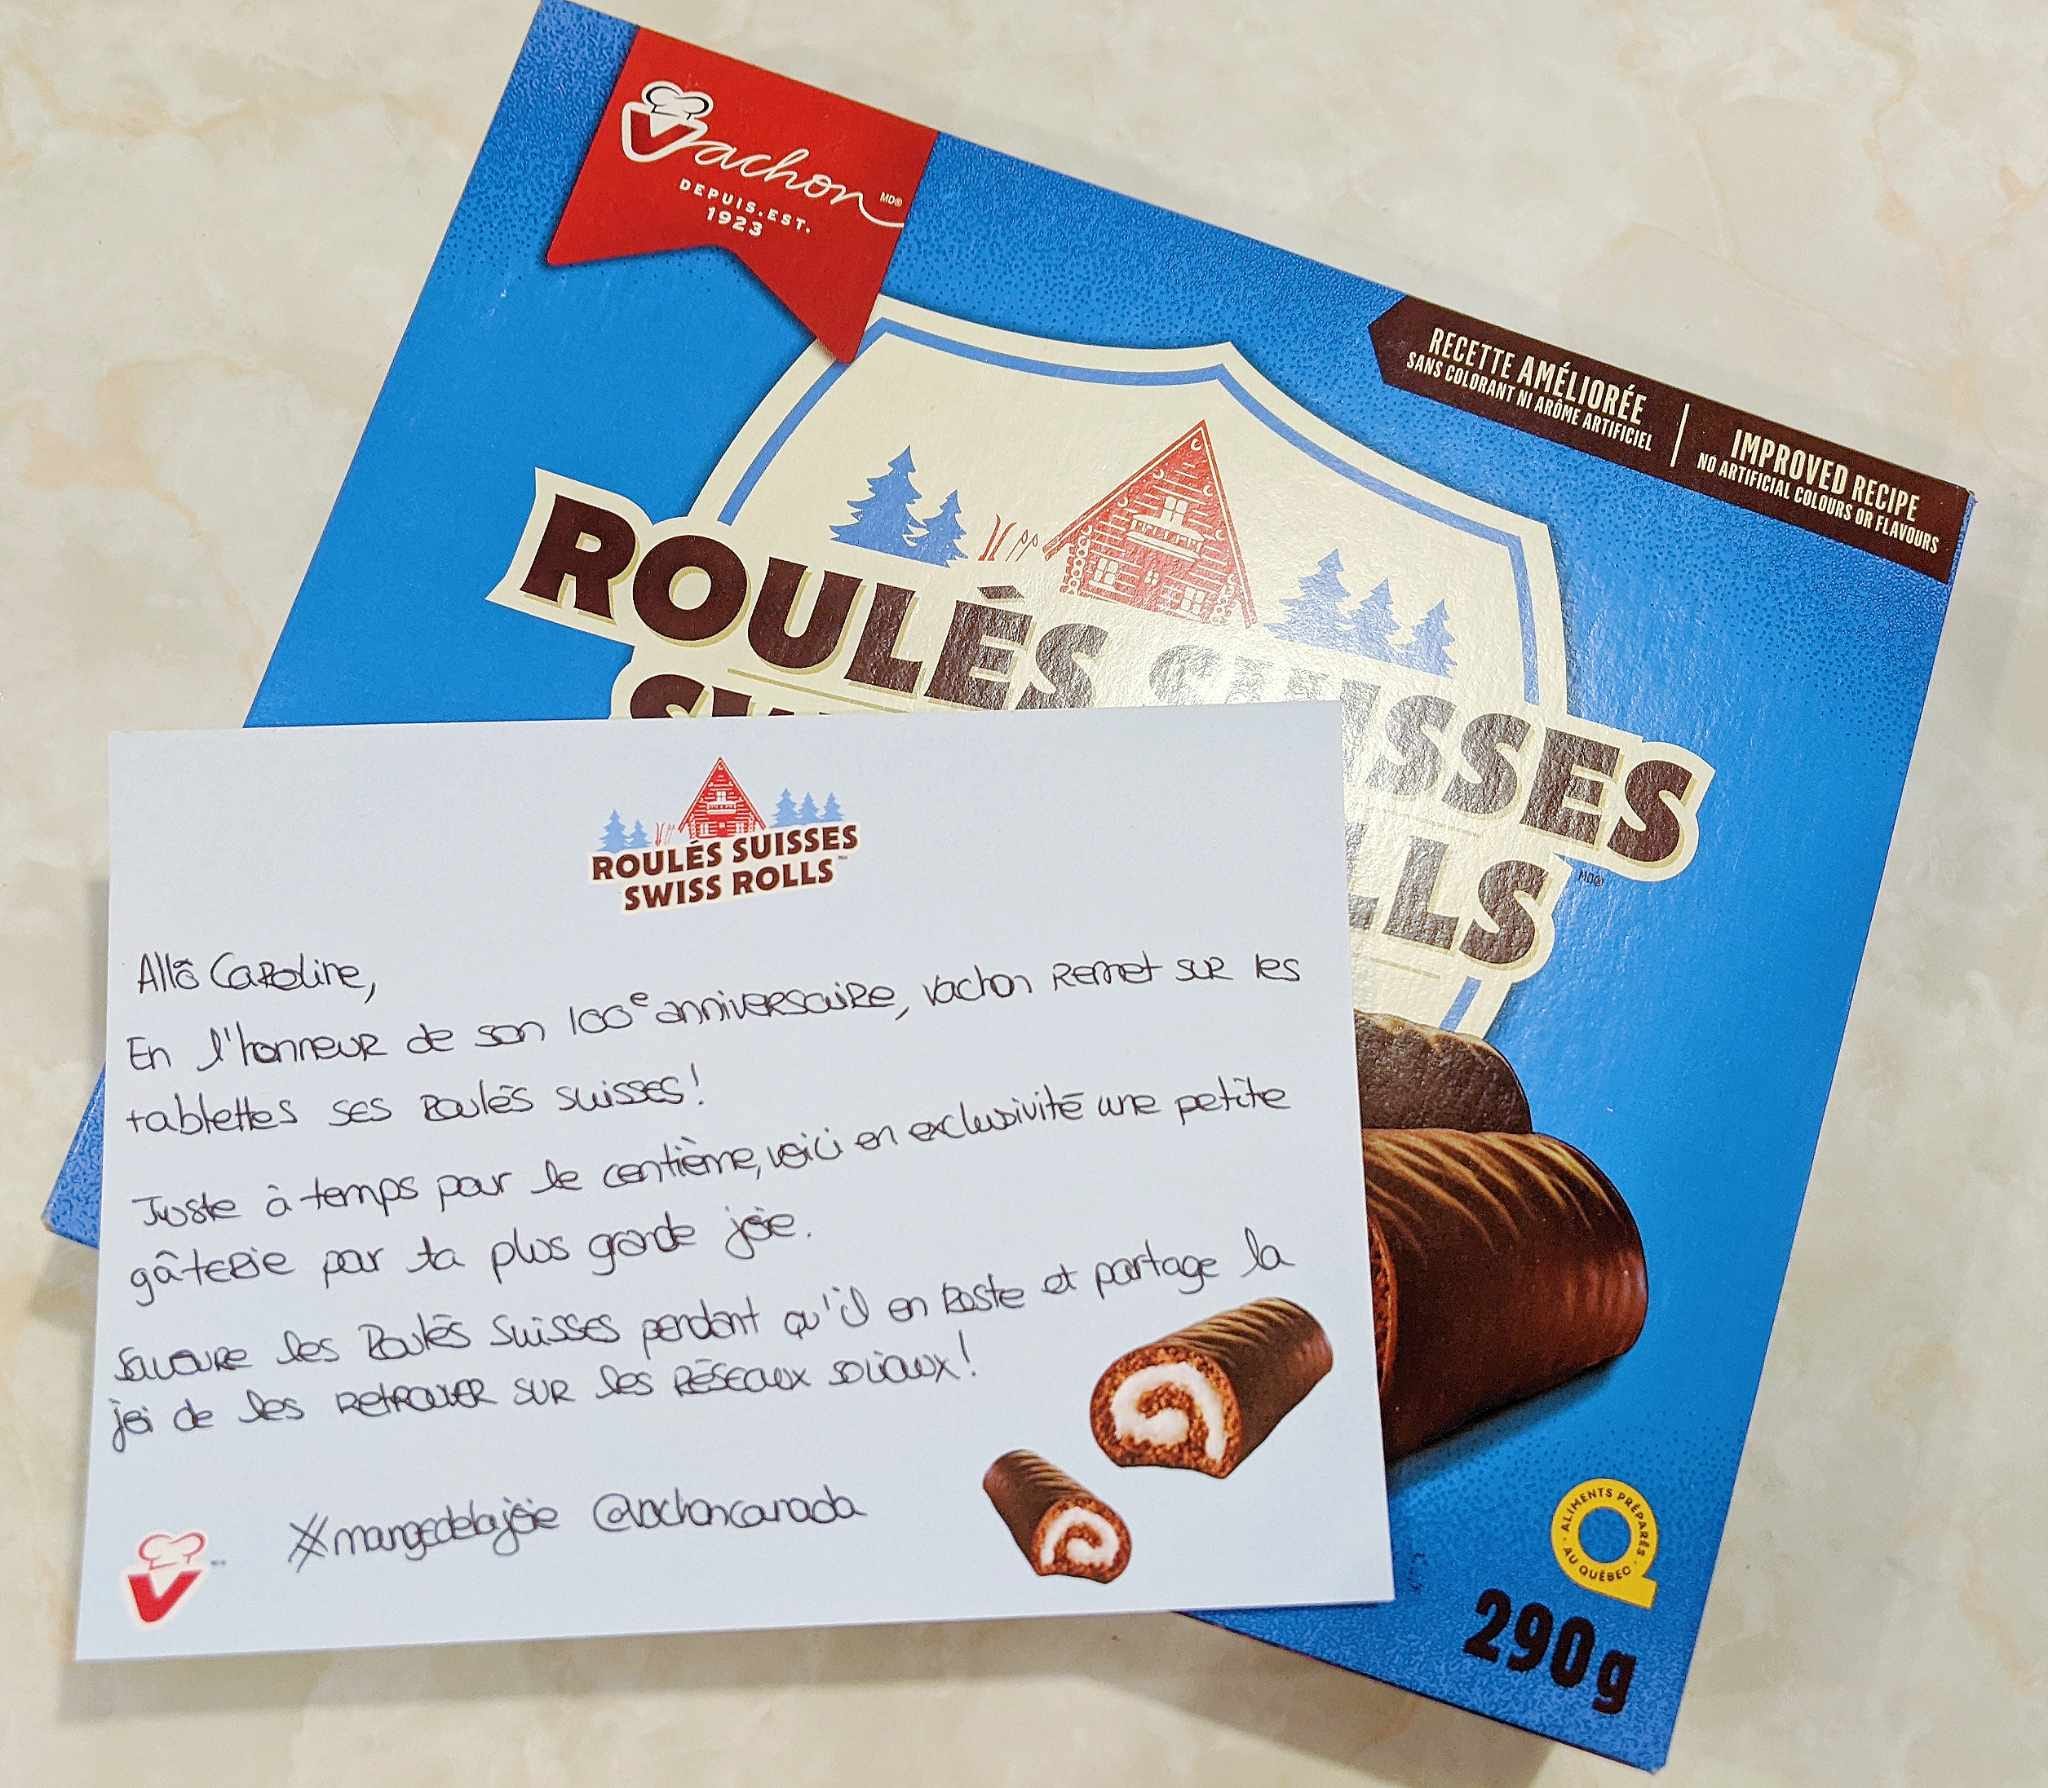 Vachon MD®
DEPUIS.EST.
1923
RECETTE AMÉLIORÉE
SANS COLORANT NI ARÔME ARTIFICIEL
IMPROVED RECIPE
NO ARTIFICIAL COLOURS OR FLAVOURS
ROULÉS SUISSES
MD®
ROULÉS SUISSES
SWISS ROLLS
Allô Caroline,
En l'honneur de son 100e anniversaire, Vachon remet sur les
tablettes ses Roulés suisses!
Juste à temps pour le centième, voici en exclusivité une petite
gâterie pour ta plus grande joie.
Savoure les Roulés Suisses pendant qu'il en reste et partage la
joi de les retrouver sur les réseaux sociaux!
#mangedelajoie @vachoncanada
ALIMENTS PRÉPARÉS
AU QUÉBEC
290g